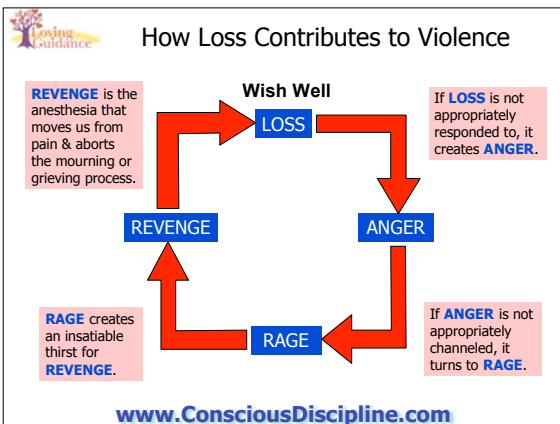 Loving
Guidance
How Loss Contributes to Violence
REVENGE is the
anesthesia that
moves us from
pain & aborts
the mourning or
grieving process.
Wish Well
LOSS
If LOSS is not
appropriately
responded to, it
creates ANGER.
REVENGE
ANGER
RAGE creates
an insatiable
thirst for
REVENGE.
RAGE
If ANGER is not
appropriately
channeled, it
turns to RAGE.
www.ConsciousDiscipline.com